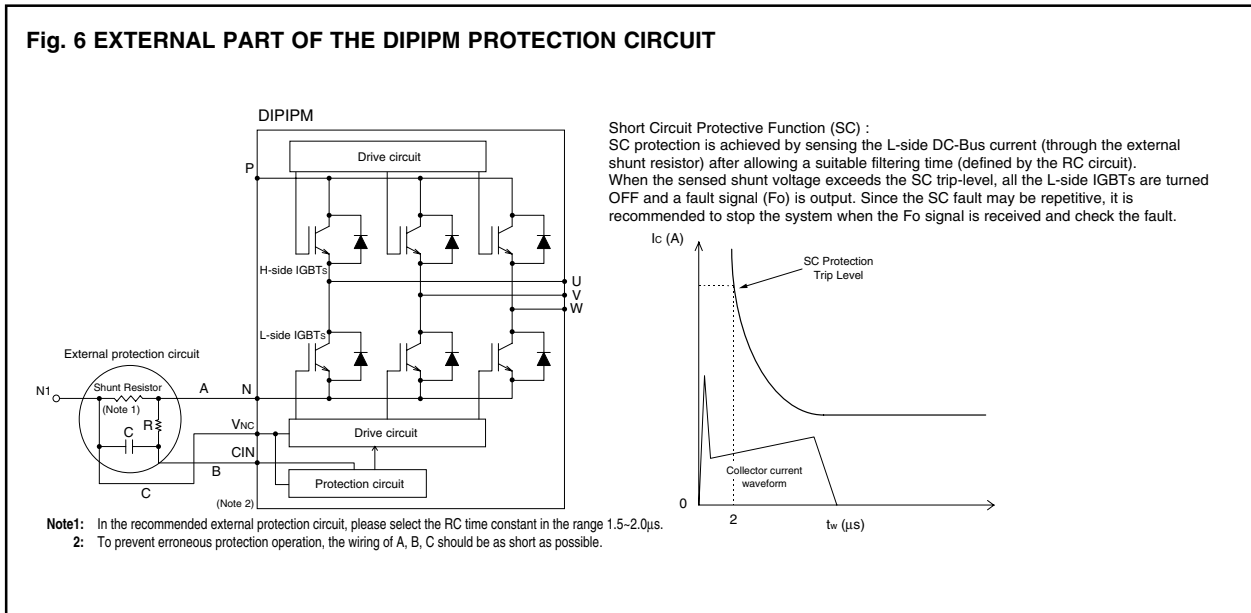 Fig. 6 EXTERNAL PART OF THE DIPIPM PROTECTION CIRCUIT
DIPIPM
Drive circuit
P
H-side IGBTs
U
V
W
L-side IGBTs
External protection circuit
N1
Shunt Resistor
(Note 1)
A
N
R
C
VNC
Drive circuit
CIN
B
Protection circuit
C
(Note 2)
Short Circuit Protective Function (SC) :
SC protection is achieved by sensing the L-side DC-Bus current (through the external
shunt resistor) after allowing a suitable filtering time (defined by the RC circuit).
When the sensed shunt voltage exceeds the SC trip-level, all the L-side IGBTs are turned
OFF and a fault signal (Fo) is output. Since the SC fault may be repetitive, it is
recommended to stop the system when the Fo signal is received and check the fault.
IC (A)
SC Protection
Trip Level
Collector current
waveform
0
2
tw (μs)
Note1: In the recommended external protection circuit, please select the RC time constant in the range 1.5~2.0μs.
2: To prevent erroneous protection operation, the wiring of A, B, C should be as short as possible.